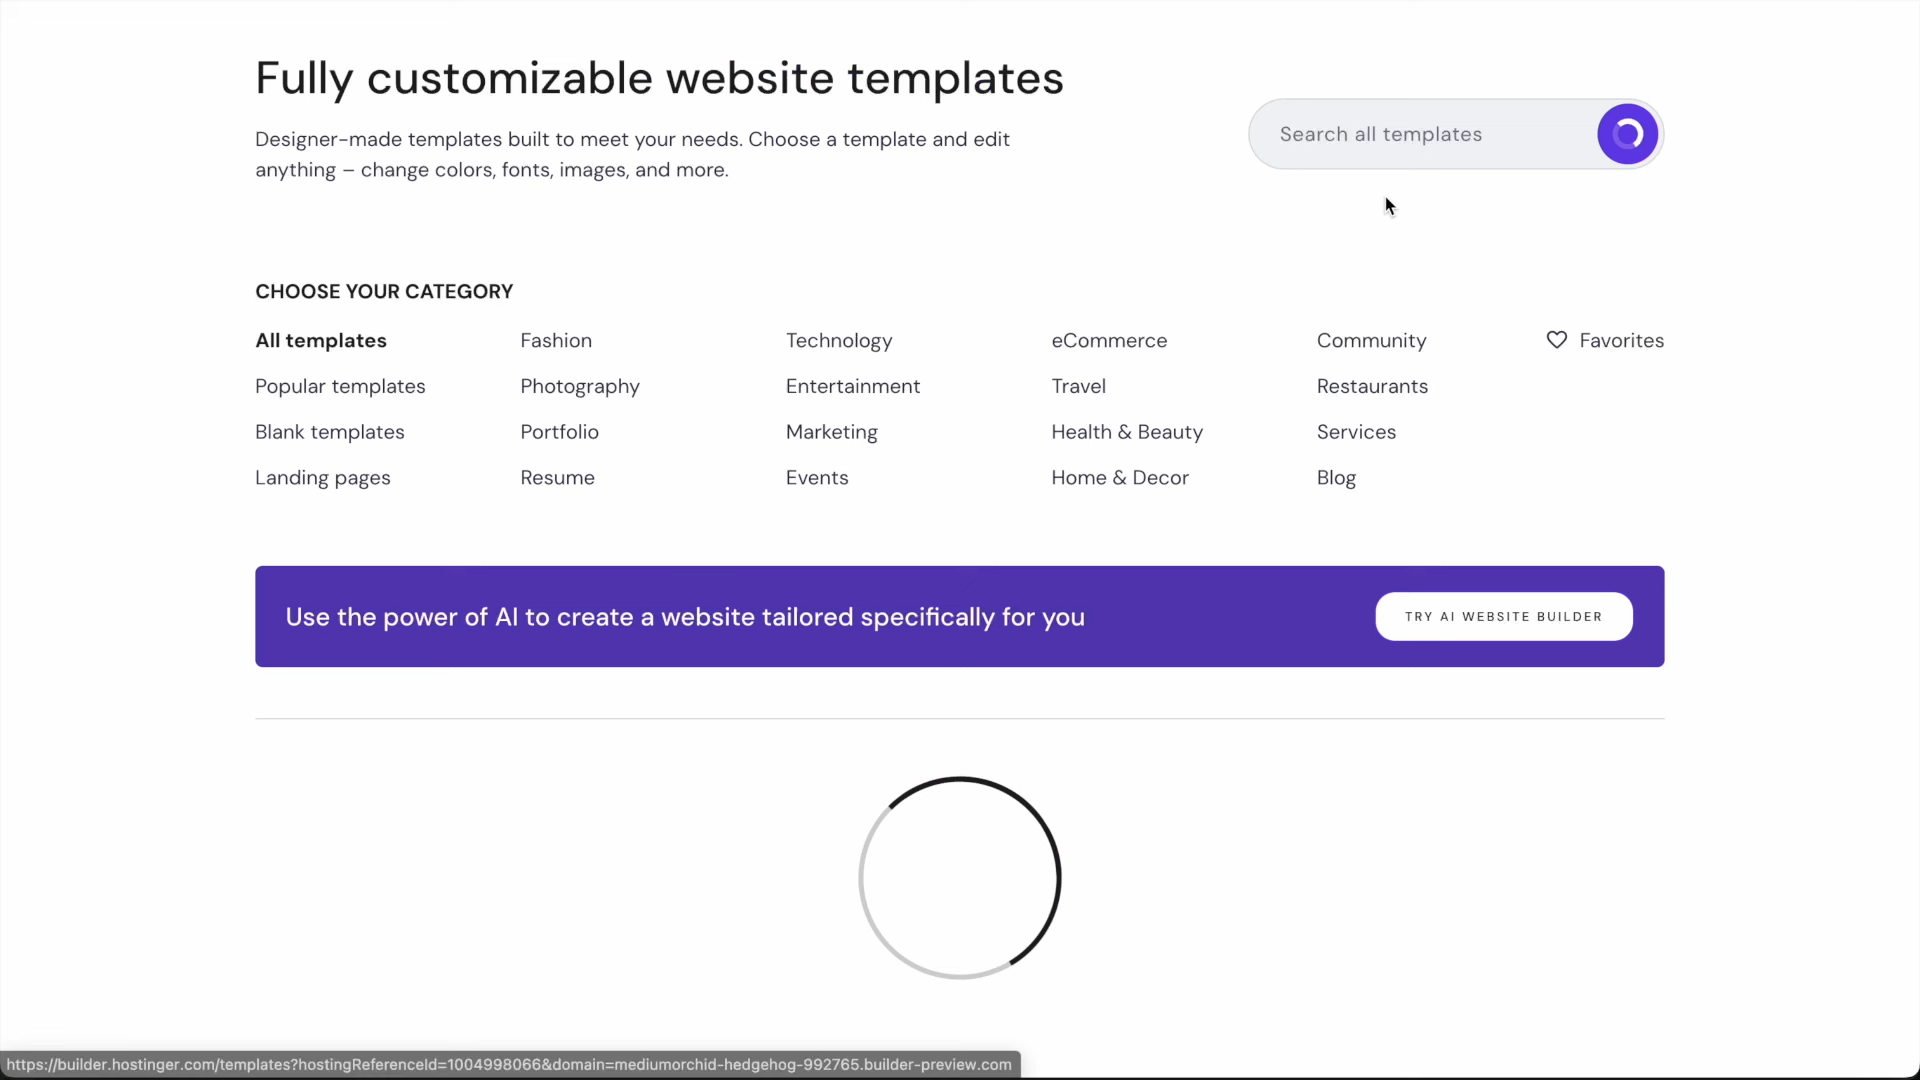 Fully customizable website templates
Designer-made templates built to meet your needs. Choose a template and edit
anything – change colors, fonts, images, and more.
Search all templates
CHOOSE YOUR CATEGORY
All templates
Fashion
Technology
eCommerce
Community
Favorites
Popular templates
Photography
Entertainment
Travel
Restaurants
Blank templates
Portfolio
Marketing
Health & Beauty
Services
Landing pages
Resume
Events
Home & Decor
Blog
Use the power of AI to create a website tailored specifically for you
TRY AI WEBSITE BUILDER
https://builder.hostinger.com/templates?hostingReferenceId=1004998066&domain=mediumorchid-hedgehog-992765.builder-preview.com